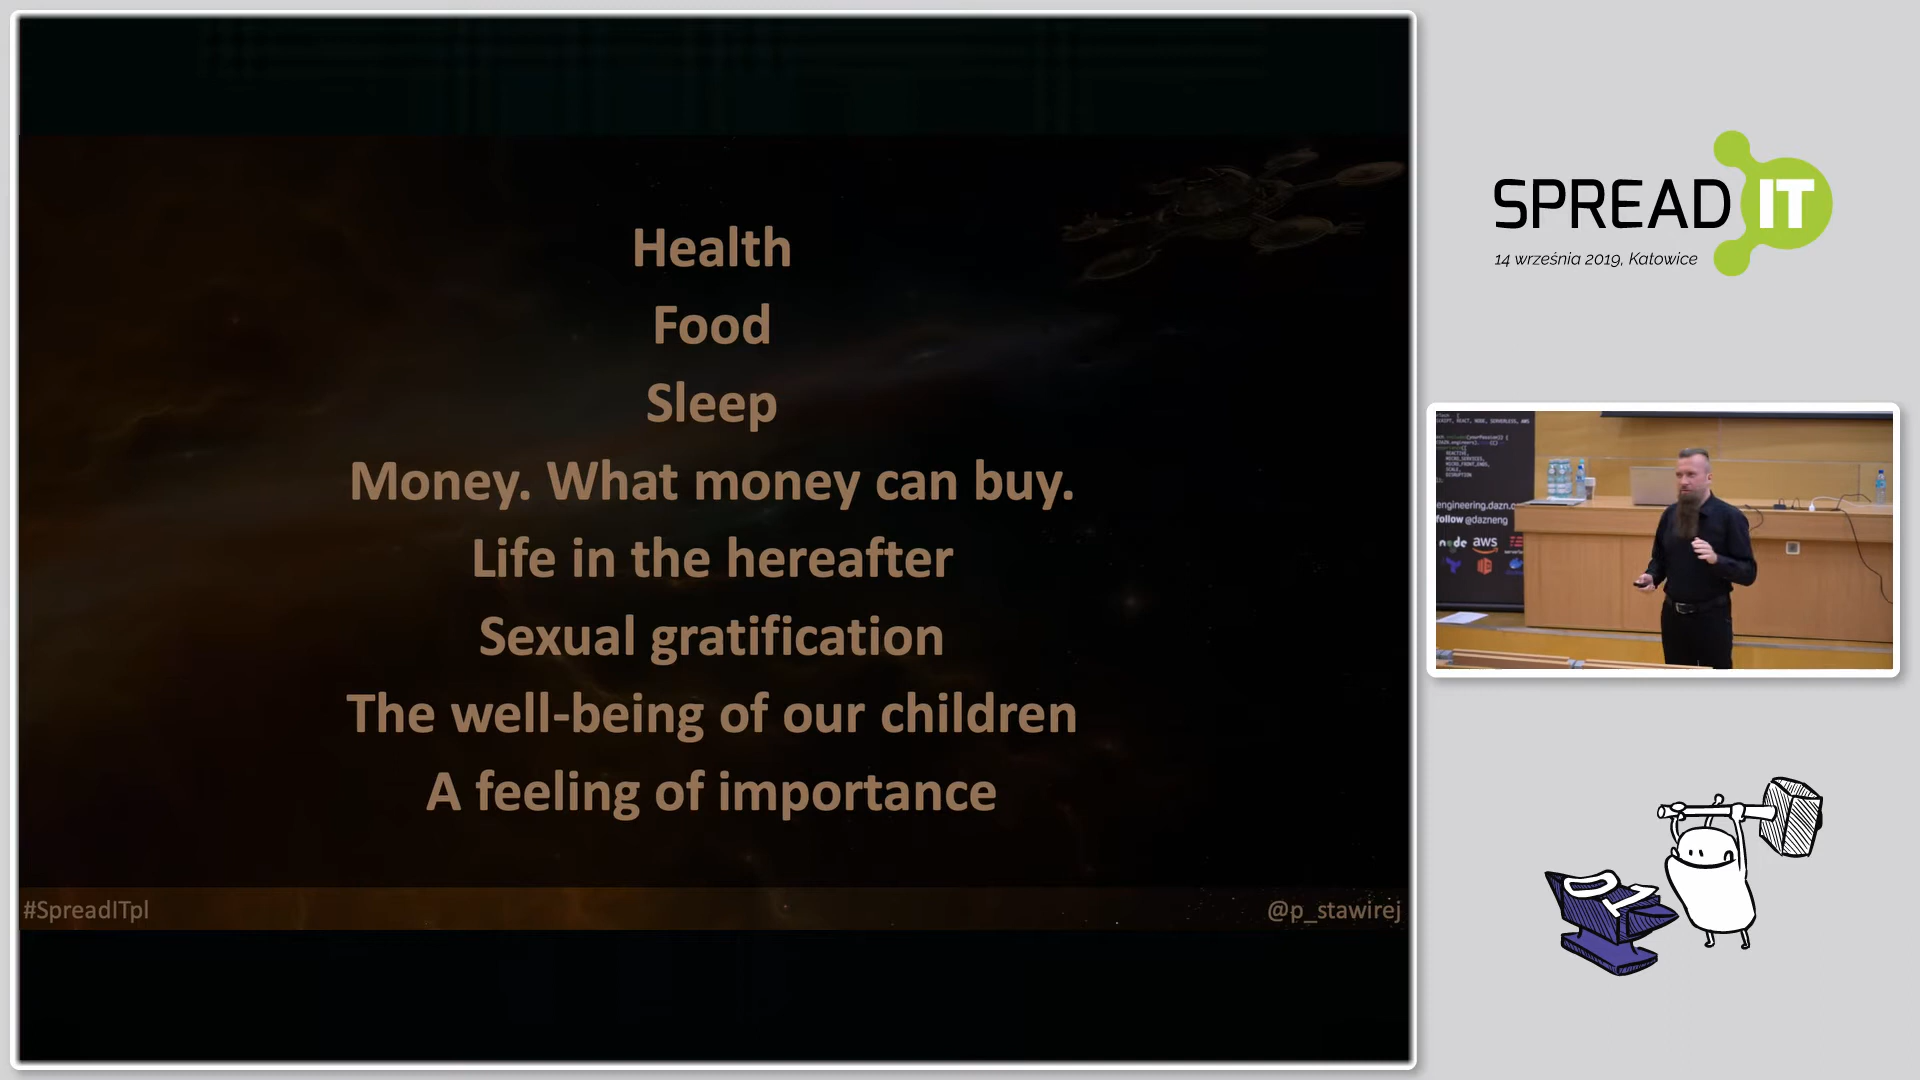 Health
Food
Sleep
Money. What money can buy.
Life in the hereafter
Sexual gratification
The well-being of our children
A feeling of importance
#SpreadITpl
@p_stawirej
SPREAD IT
14 września 2019, Katowice
engineering.dazn.c
follow @dazneng
node aws